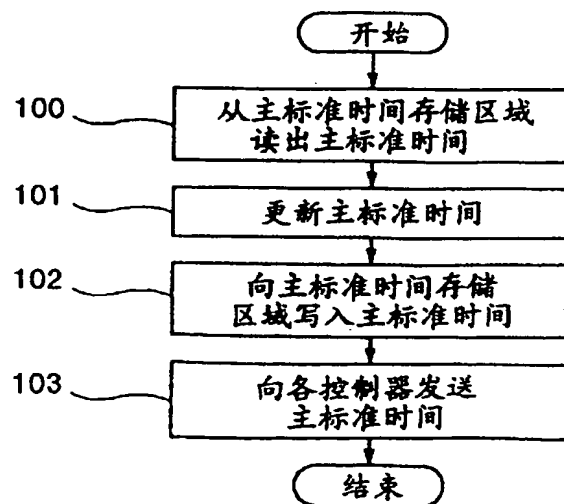 开始
100
从主标准时间存储区域
读出主标准时间
101
更新主标准时间
102
向主标准时间存储
区域写入主标准时间
103
向各控制器发送
主标准时间
结束